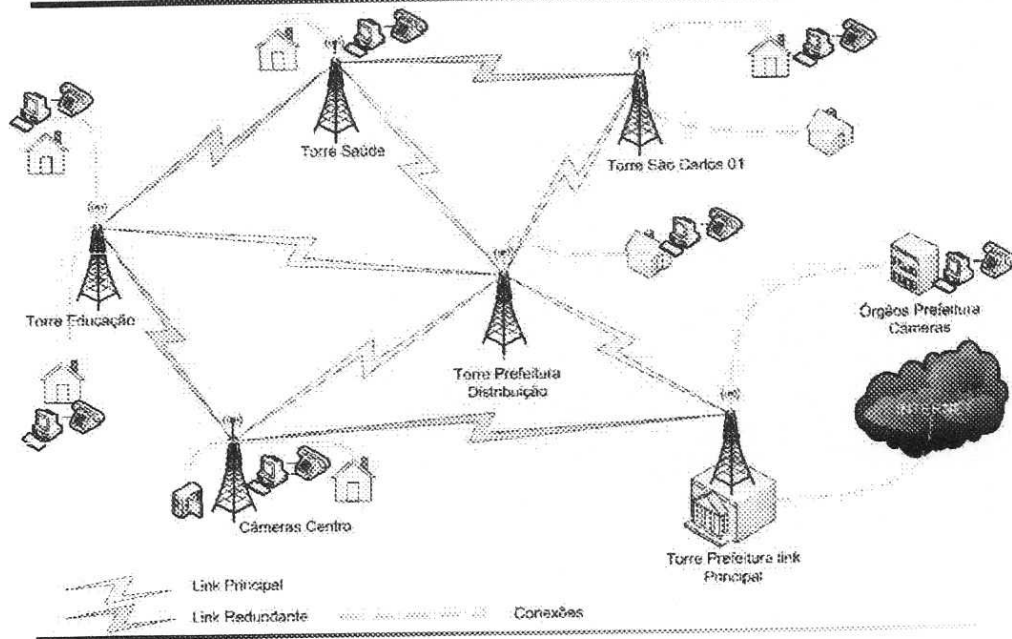 Torre Saúde
Torre São Carlos 01
Torre Educação
Órgãos Prefeitura
Câmeras
Torre Prefeitura
Distribuição
Câmeras Centro
Torre Prefeitura link
Principal
Link Principal
Link Redundante
Conexões